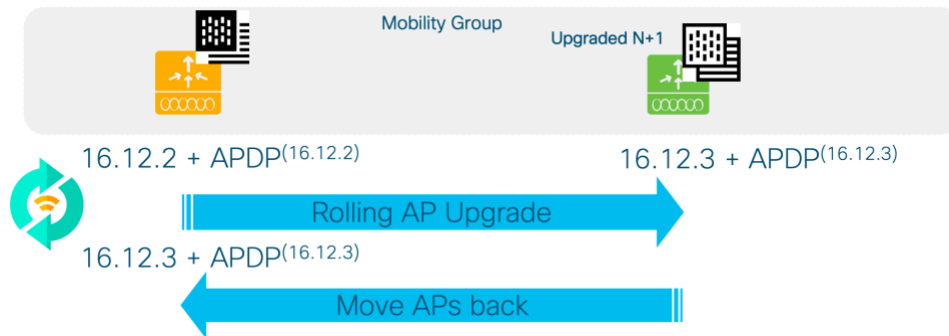 Mobility Group
Upgraded N+1
16.12.2 + APDP(16.12.2)
16.12.3 + APDP(16.12.3)
Rolling AP Upgrade
16.12.3 + APDP(16.12.3)
Move APs back